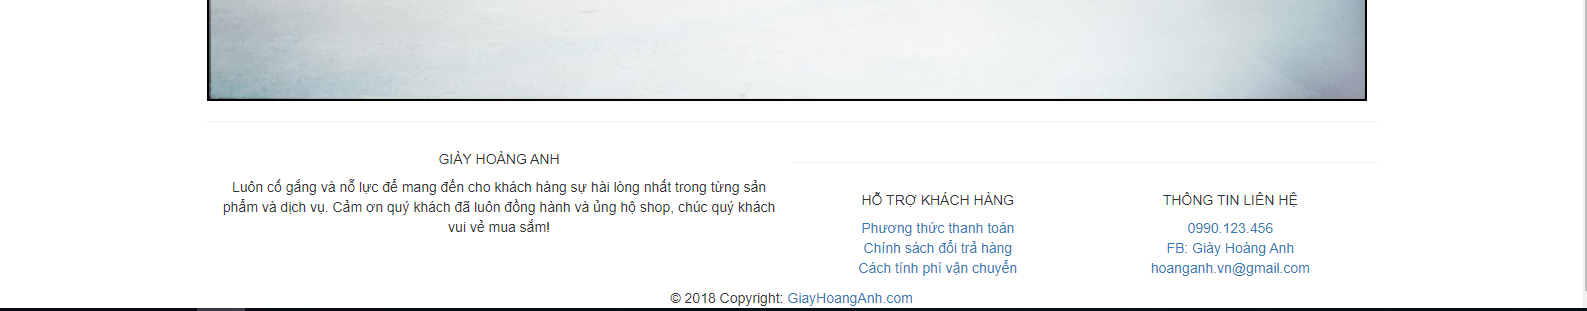 GIÀY HOÀNG ANH
Luôn cố gắng và nỗ lực để mang đến cho khách hàng sự hài lòng nhất trong từng sản
phẩm và dịch vụ. Cảm ơn quý khách đã luôn đồng hành và ủng hộ shop, chúc quý khách
vui vẻ mua sắm!
HỖ TRỢ KHÁCH HÀNG
Phương thức thanh toán
Chính sách đổi trả hàng
Cách tính phí vận chuyển
THÔNG TIN LIÊN HỆ
0990.123.456
FB: Giày Hoàng Anh
hoanganh.vn@gmail.com
© 2018 Copyright: GiayHoangAnh.com